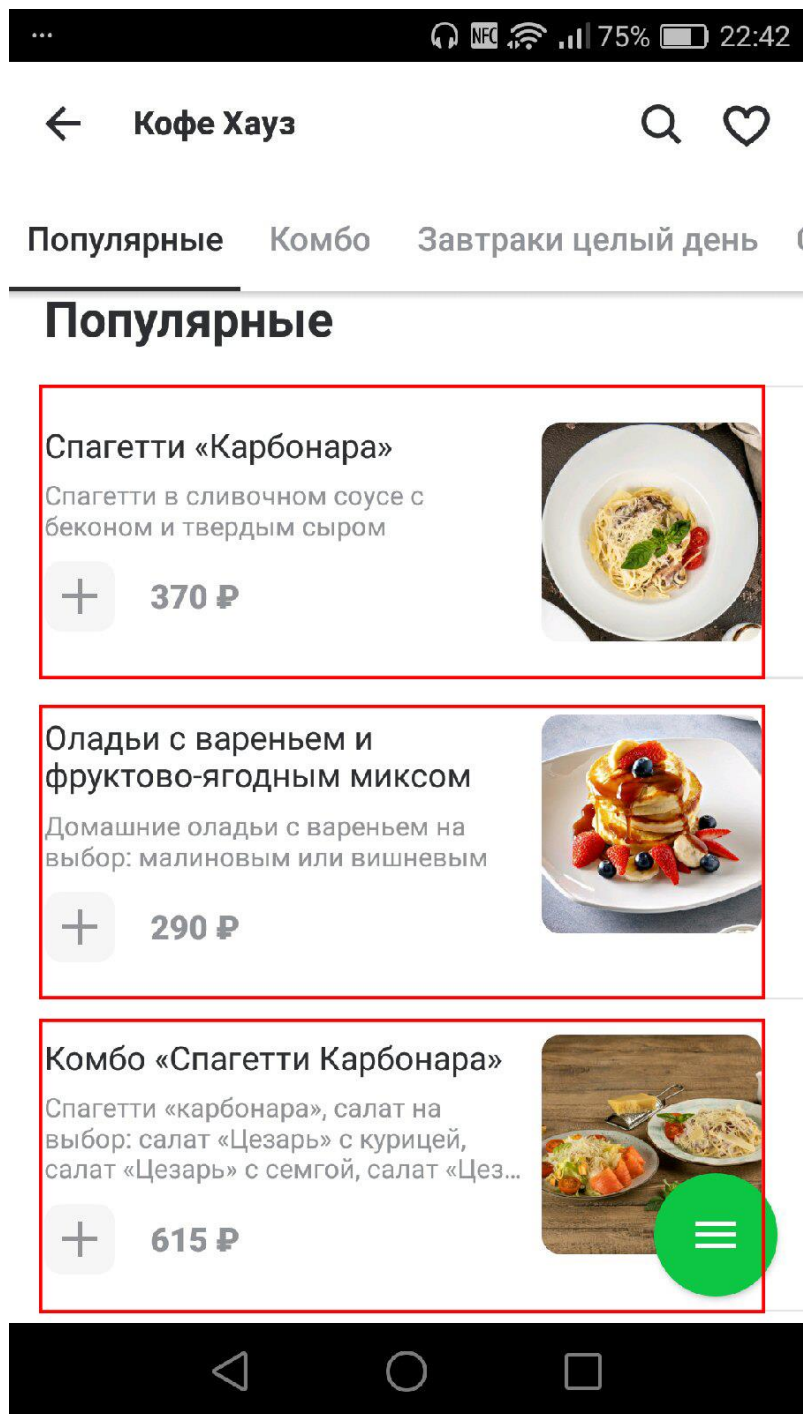 ... NFC 75% 22:42
Кофе Хауз
Популярные Комбо Завтраки целый день
Популярные
Спагетти «Карбонара»
Спагетти в сливочном соусе с
беконом и твердым сыром
370 ₽
Оладьи с вареньем и
фруктово-ягодным миксом
Домашние оладьи с вареньем на
выбор: малиновым или вишневым
290 ₽
Комбо «Спагетти Карбонара»
Спагетти «карбонара», салат на
выбор: салат «Цезарь» с курицей,
салат «Цезарь» с семгой, салат «Цез...
615 ₽